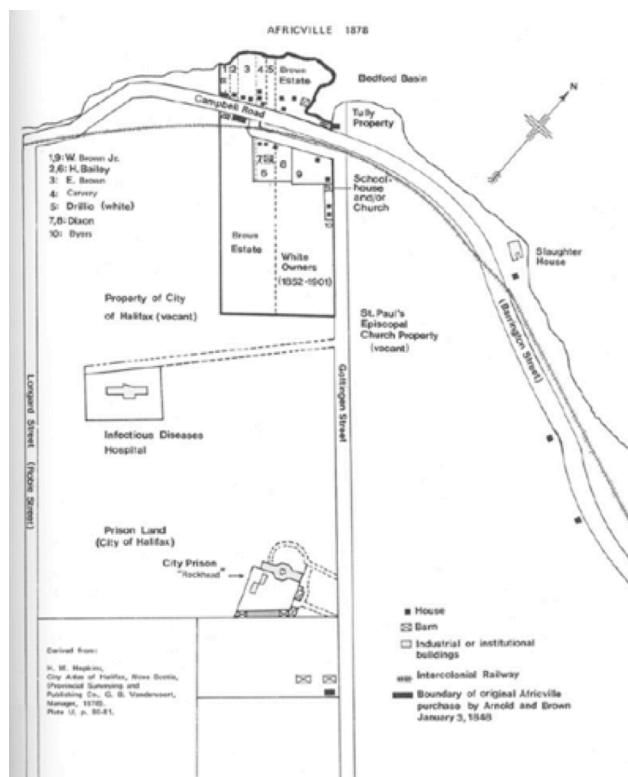 AFRICVILLE 1878
1 2 3 4 5 Brown
Estate
Bedford Basin
N
Campbell Road
Tully
Property
1,9: W. Brown Jr.
2,6: H. Bailey
3: E. Brown
4: Carvery
5: Drillio (white)
7,8: Dixon
10: Byers
6
8
9
10
School-
house
and/or
Church
Brown
Estate
White
Owners
(1852-1901)
Slaughter
House
Property of City
of Halifax (vacant)
St. Paul's
Episcopal
Church Property
(vacant)
(Barrington Street)
Longard Street (Robie Street)
Gottingen Street
Infectious Diseases
Hospital
Prison Land
(City of Halifax)
City Prison
"Rockhead"
House
Barn
Industrial or institutional
buildings
Intercolonial Railway
Boundary of original Africville
purchase by Arnold and Brown
January 3, 1848
Derived from:
H. W. Hopkins,
City Atlas of Halifax, Nova Scotia,
(Provincial Surveying and
Publishing Co., G. B. Vandervoort,
Manager, 1878).